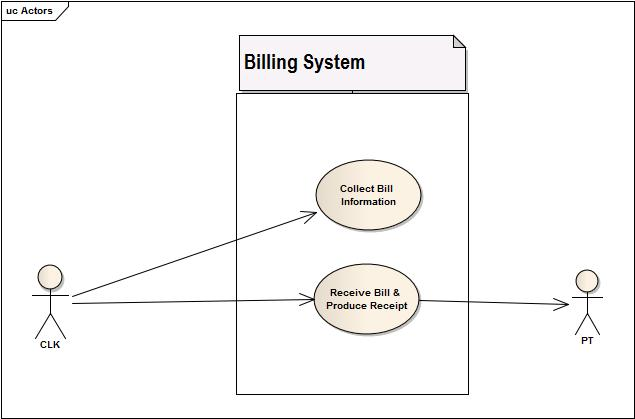 uc Actors
Billing System
Collect Bill
Information
Receive Bill &
Produce Receipt
CLK
PT